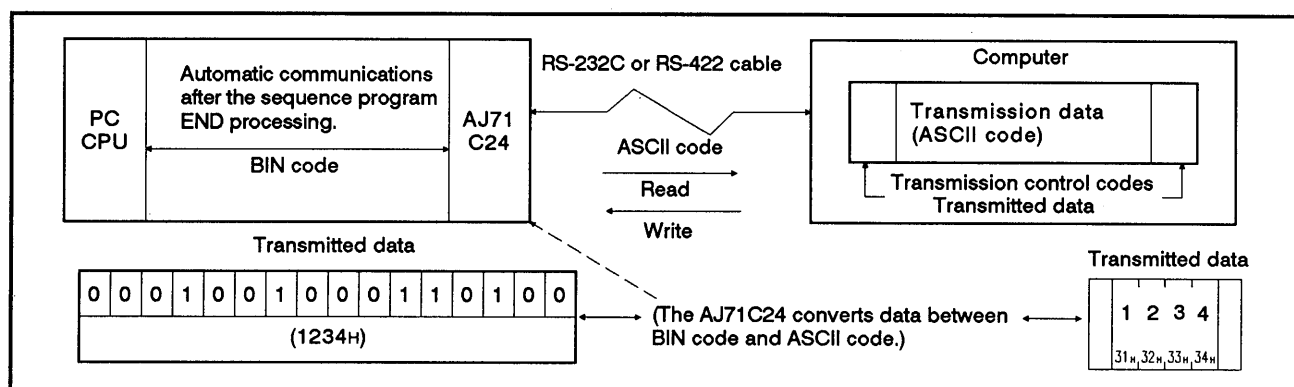 PC
CPU
Automatic communications
after the sequence program
END processing.
BIN code
AJ71
C24
RS-232C or RS-422 cable
ASCII code
Read
Write
Computer
Transmission data
(ASCII code)
Transmission control codes
Transmitted data
Transmitted data
0 0 0 1 0 0 1 0 0 0 1 1 0 1 0 0
(1234H)
(The AJ71C24 converts data between
BIN code and ASCII code.)
Transmitted data
1 2 3 4
31H 32H 33H 34H